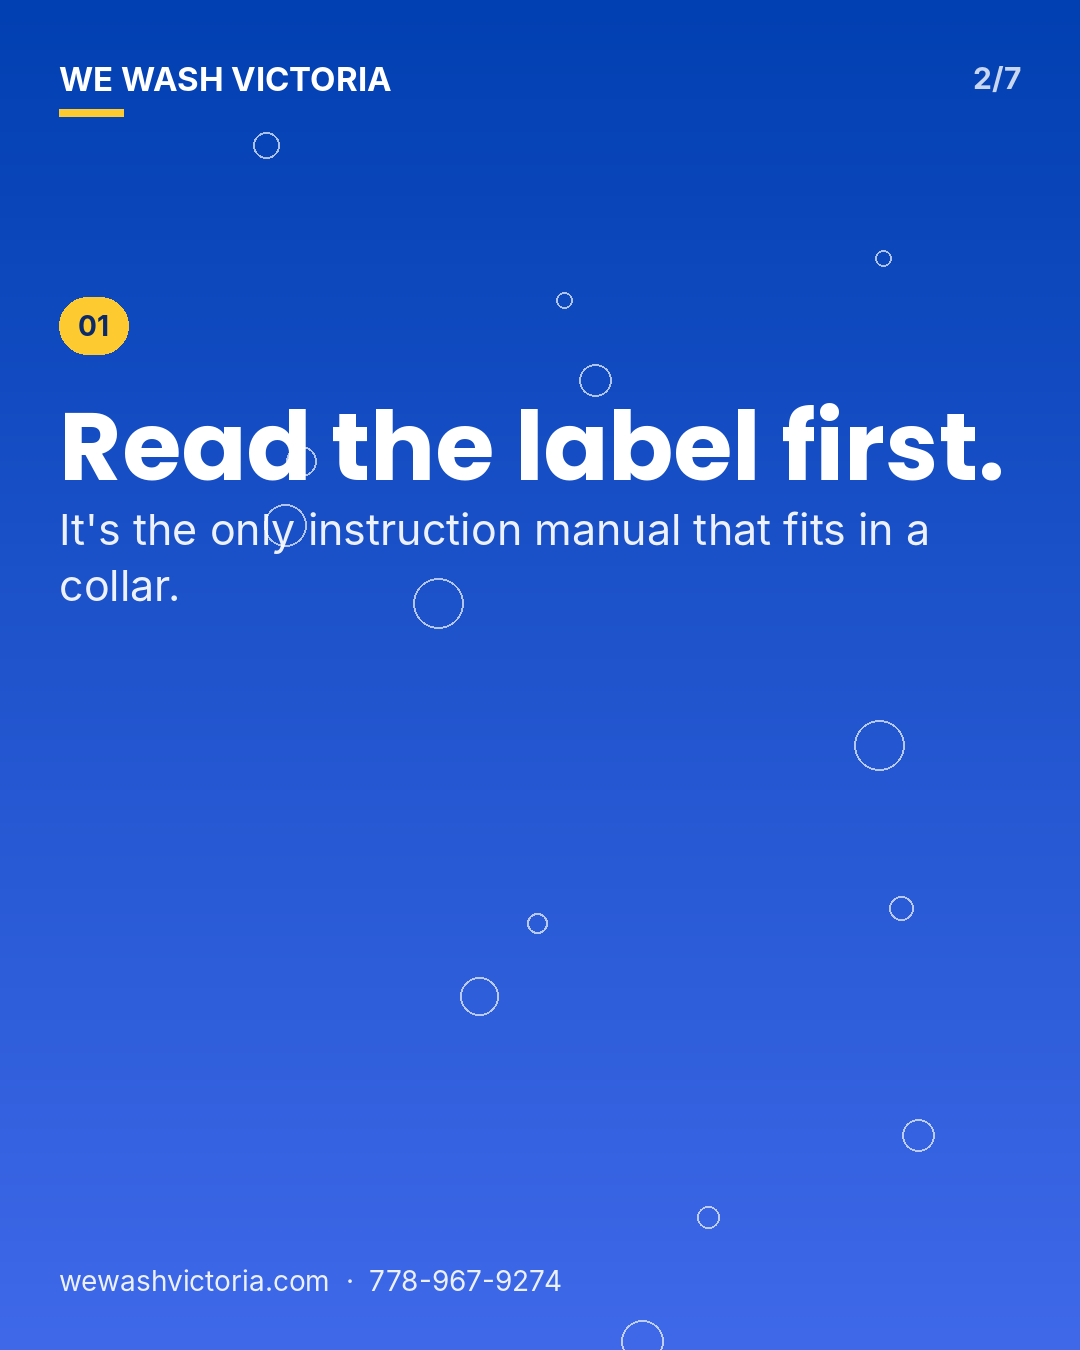 WE WASH VICTORIA
2/7
01
Read the label first.
It's the only instruction manual that fits in a
collar.
wewashvictoria.com · 778-967-9274